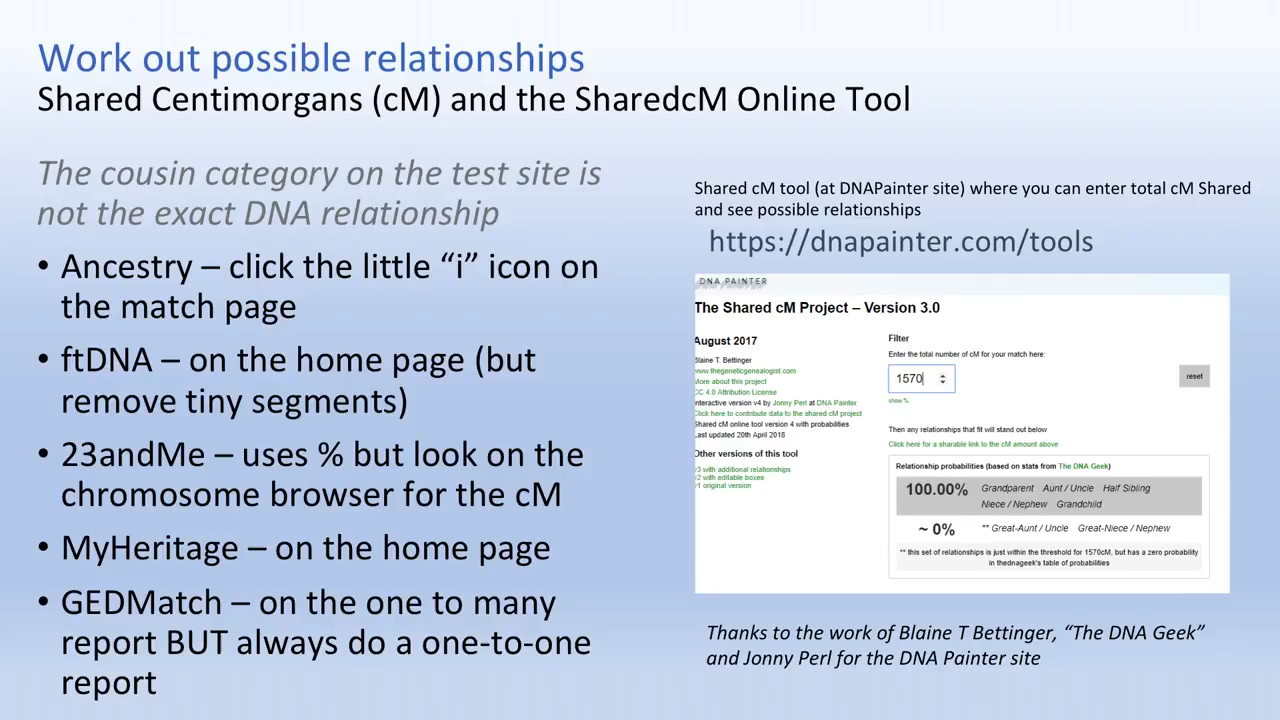 Work out possible relationships
Shared Centimorgans (cM) and the SharedcM Online Tool
The cousin category on the test site is
not the exact DNA relationship
• Ancestry – click the little “i” icon on
the match page
• ftDNA – on the home page (but
remove tiny segments)
• 23andMe – uses % but look on the
chromosome browser for the cM
• MyHeritage – on the home page
• GEDMatch – on the one to many
report BUT always do a one-to-one
report
Shared cM tool (at DNAPainter site) where you can enter total cM Shared
and see possible relationships
https://dnapainter.com/tools
DNA PAINTER
The Shared cM Project – Version 3.0
August 2017
Blaine T. Bettinger
www.thegeneticgenealogist.com
More about this project
CC 4.0 Attribution License
Interactive version v4 by Jonny Perl at DNA Painter
Click here to contribute data to the shared cM project
Shared cM online tool version 4 with probabilities
Last updated 20th April 2018
Other versions of this tool
v3 with additional relationships
v2 with editable boxes
v1 original version
Filter
Enter the total number of cM for your match here:
1570
reset
show %
Then any relationships that fit will stand out below
Click here for a sharable link to the cM amount above
Relationship probabilities (based on stats from The DNA Geek)
100.00% Grandparent Aunt / Uncle Half Sibling
Niece / Nephew Grandchild
~ 0% ** Great-Aunt / Uncle Great-Niece / Nephew
** this set of relationships is just within the threshold for 1570cM, but has a zero probability
in thednageek's table of probabilities
Thanks to the work of Blaine T Bettinger, “The DNA Geek”
and Jonny Perl for the DNA Painter site